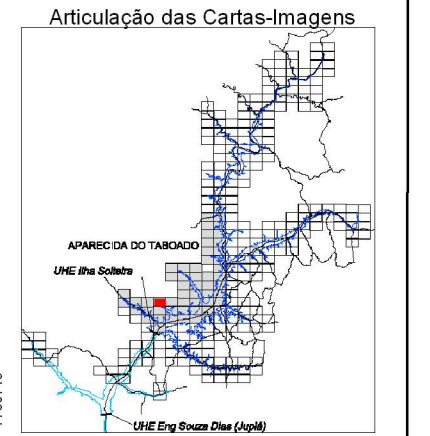 Articulação das Cartas-Imagens
APARECIDA DO TABOADO
UHE Ilha Solteira
UHE Eng Souza Dias (Jupiá)